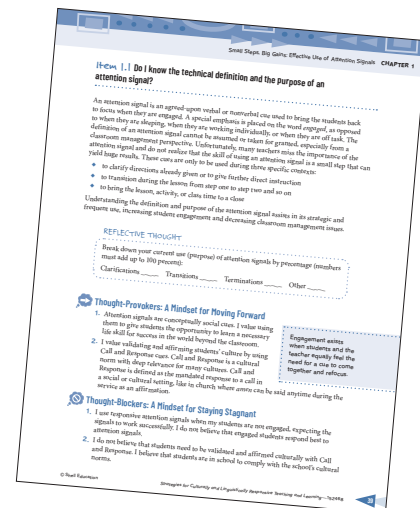 Small Steps, Big Gains: Effective Use of Attention Signals CHAPTER 1
Item 1.1 Do I know the technical definition and the purpose of an
attention signal?
An attention signal is an agreed-upon verbal or nonverbal cue used to bring the students back
to focus when they are engaged. A special emphasis is placed on the word engaged, as opposed
to when they are sleeping, when they are working individually, or when they are off task. The
definition of an attention signal cannot be assumed or taken for granted, especially from a
classroom management perspective. Unfortunately, many teachers miss the importance of the
attention signal and do not realize that the skill of using an attention signal is a small step that can
yield huge results. These cues are only to be used during three specific contexts:
• to clarify directions already given or to give further direction
• to transition during the lesson from one step to two and so on
• to bring the lesson, activity, or class time to a close
Understanding the definition and purpose of the attention signal assists in its strategic and
frequent use, increasing student engagement and decreasing classroom management issues.
REFLECTIVE THOUGHT
Break down your current use (purpose) of attention signals by percentage (numbers
must add up to 100 percent):
Clarifications _____ Transitions _____ Terminations _____ Other _____
Thought-Provokers: A Mindset for Moving Forward
1. Attention signals are conceptually social cues. I value using
them to give students the opportunity to learn a necessary
life skill for success in the world beyond the classroom.
2. I value validating and affirming students' culture by using
Call and Response cues. Call and Response is a cultural
norm with deep relevance for many cultures. Call and
Response is defined as the mandated response to a call in
a social or cultural setting, like in church where amen can be said anytime during the
service as an affirmation.
Engagement exists
when students and the
teacher equally feel the
need for a cue to come
together and refocus.
Thought-Blockers: A Mindset for Staying Stagnant
1. I use responsive attention signals when my students are not engaged, expecting the
signals to work successfully. I do not believe that engaged students respond best to
attention signals.
2. I do not believe that students need to be validated and affirmed culturally with Call
and Response. I believe that students are in school to comply with the school's cultural
norms.
© Shell Education
Strategies for Culturally and Linguistically Responsive Teaching and Learning—
39